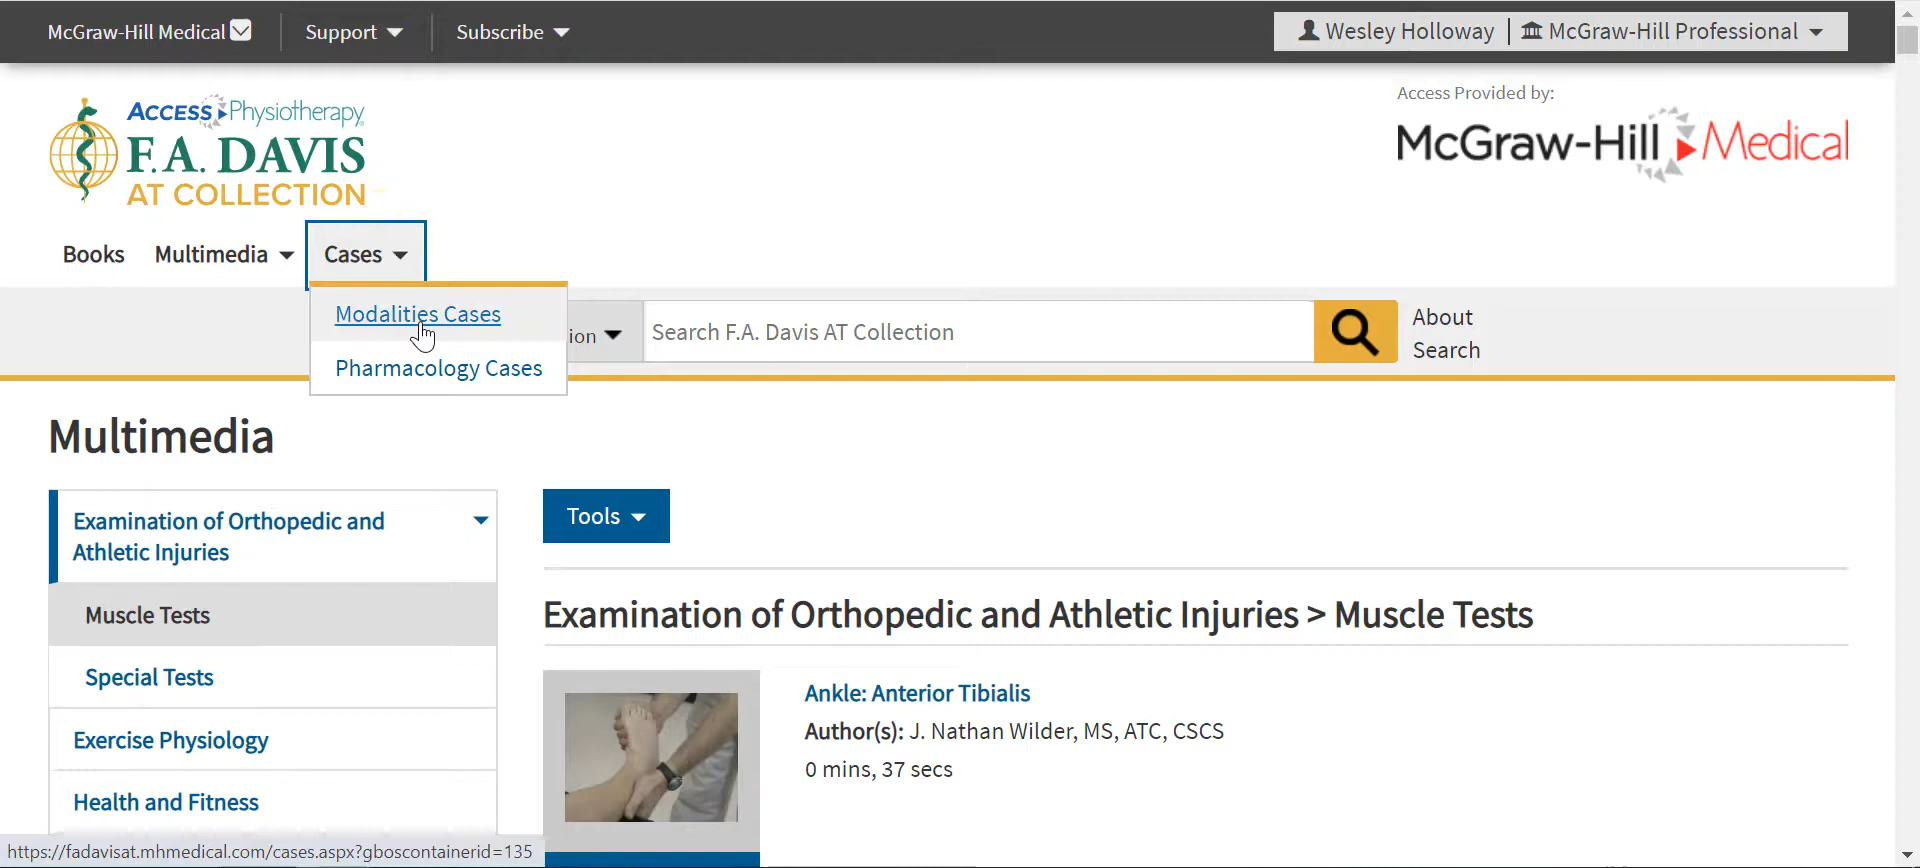 McGraw-Hill Medical Support Subscribe Wesley Holloway McGraw-Hill Professional
ACCESS Physiotherapy
F.A. DAVIS
AT COLLECTION
Access Provided by:
McGraw-Hill Medical
Books Multimedia Cases
Modalities Cases
Pharmacology Cases
ion Search F.A. Davis AT Collection
About
Search
Multimedia
Examination of Orthopedic and
Athletic Injuries
Muscle Tests
Special Tests
Exercise Physiology
Health and Fitness
Tools
Examination of Orthopedic and Athletic Injuries > Muscle Tests
Ankle: Anterior Tibialis
Author(s): J. Nathan Wilder, MS, ATC, CSCS
0 mins, 37 secs
https://fadavisat.mhmedical.com/cases.aspx?gboscontainerid=135